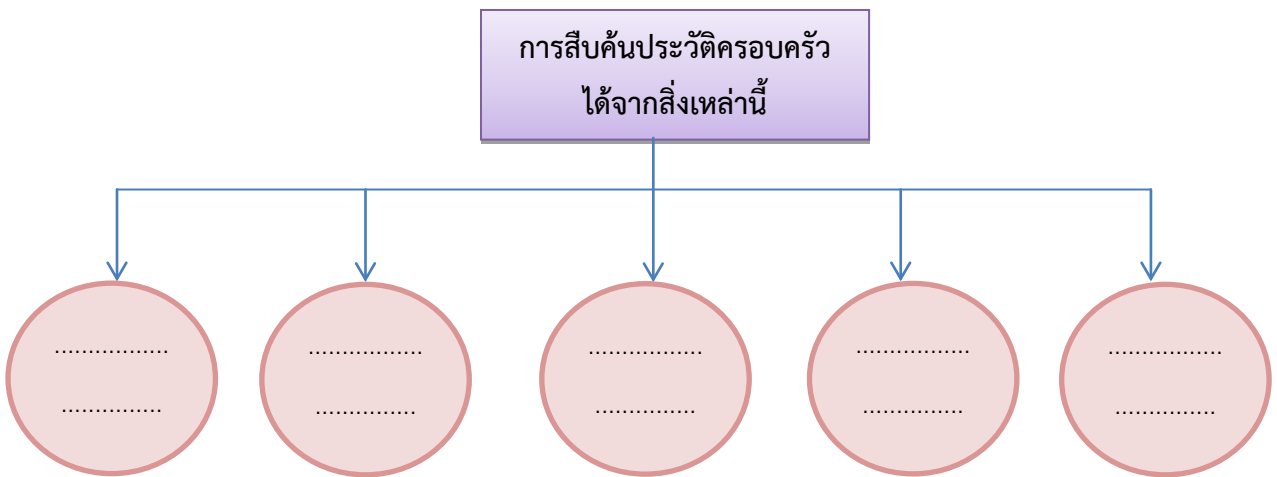 การสืบค้นประวัติครอบครัว
ได้จากสิ่งเหล่านี้
................. ................. ................. ................. .................
............... ............... ............... ............... ...............